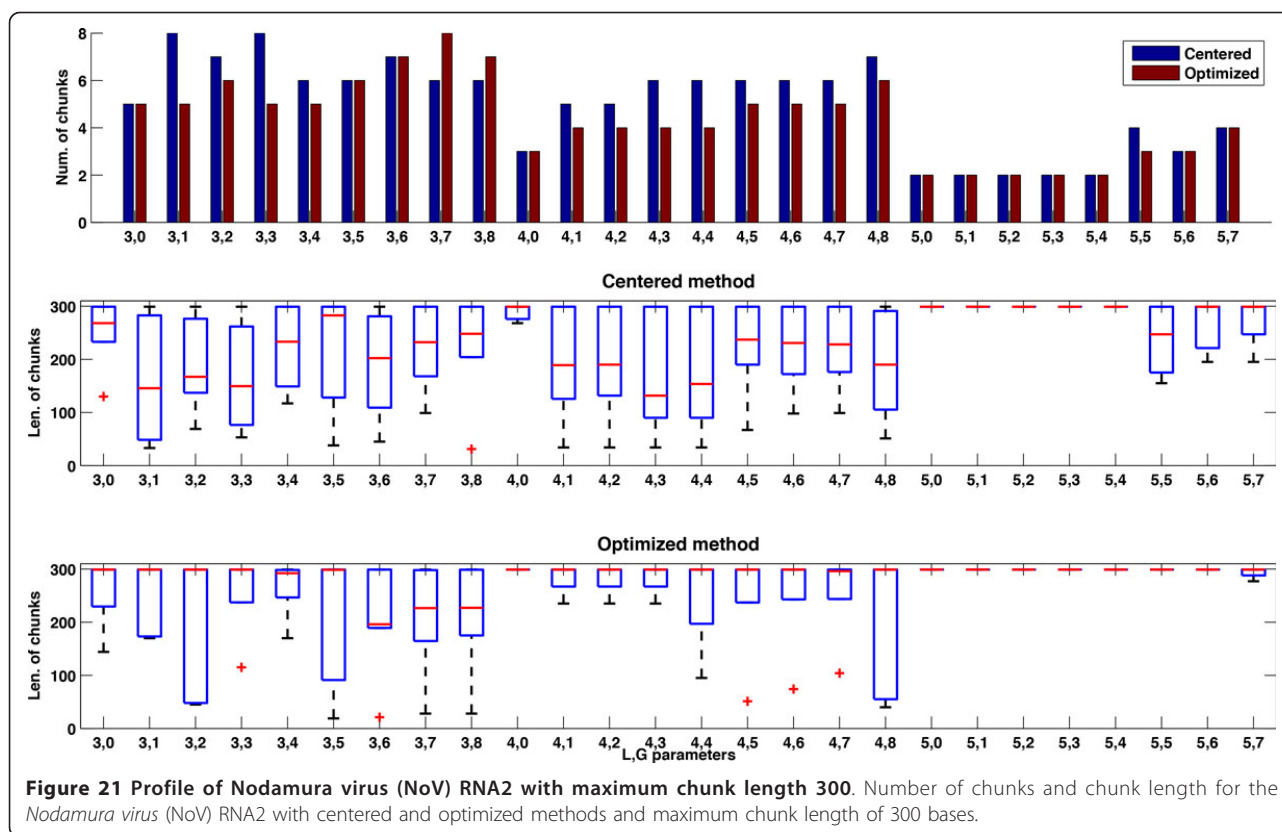 8
6
4
2
0
Num. of chunks
Centered
Optimized
3,0 3,1 3,2 3,3 3,4 3,5 3,6 3,7 3,8 4,0 4,1 4,2 4,3 4,4 4,5 4,6 4,7 4,8 5,0 5,1 5,2 5,3 5,4 5,5 5,6 5,7
Centered method
300
200
100
0
Len. of chunks
3,0 3,1 3,2 3,3 3,4 3,5 3,6 3,7 3,8 4,0 4,1 4,2 4,3 4,4 4,5 4,6 4,7 4,8 5,0 5,1 5,2 5,3 5,4 5,5 5,6 5,7
Optimized method
300
200
100
0
Len. of chunks
3,0 3,1 3,2 3,3 3,4 3,5 3,6 3,7 3,8 4,0 4,1 4,2 4,3 4,4 4,5 4,6 4,7 4,8 5,0 5,1 5,2 5,3 5,4 5,5 5,6 5,7
L,G parameters
Figure 21 Profile of Nodamura virus (NoV) RNA2 with maximum chunk length 300. Number of chunks and chunk length for the
Nodamura virus (NoV) RNA2 with centered and optimized methods and maximum chunk length of 300 bases.